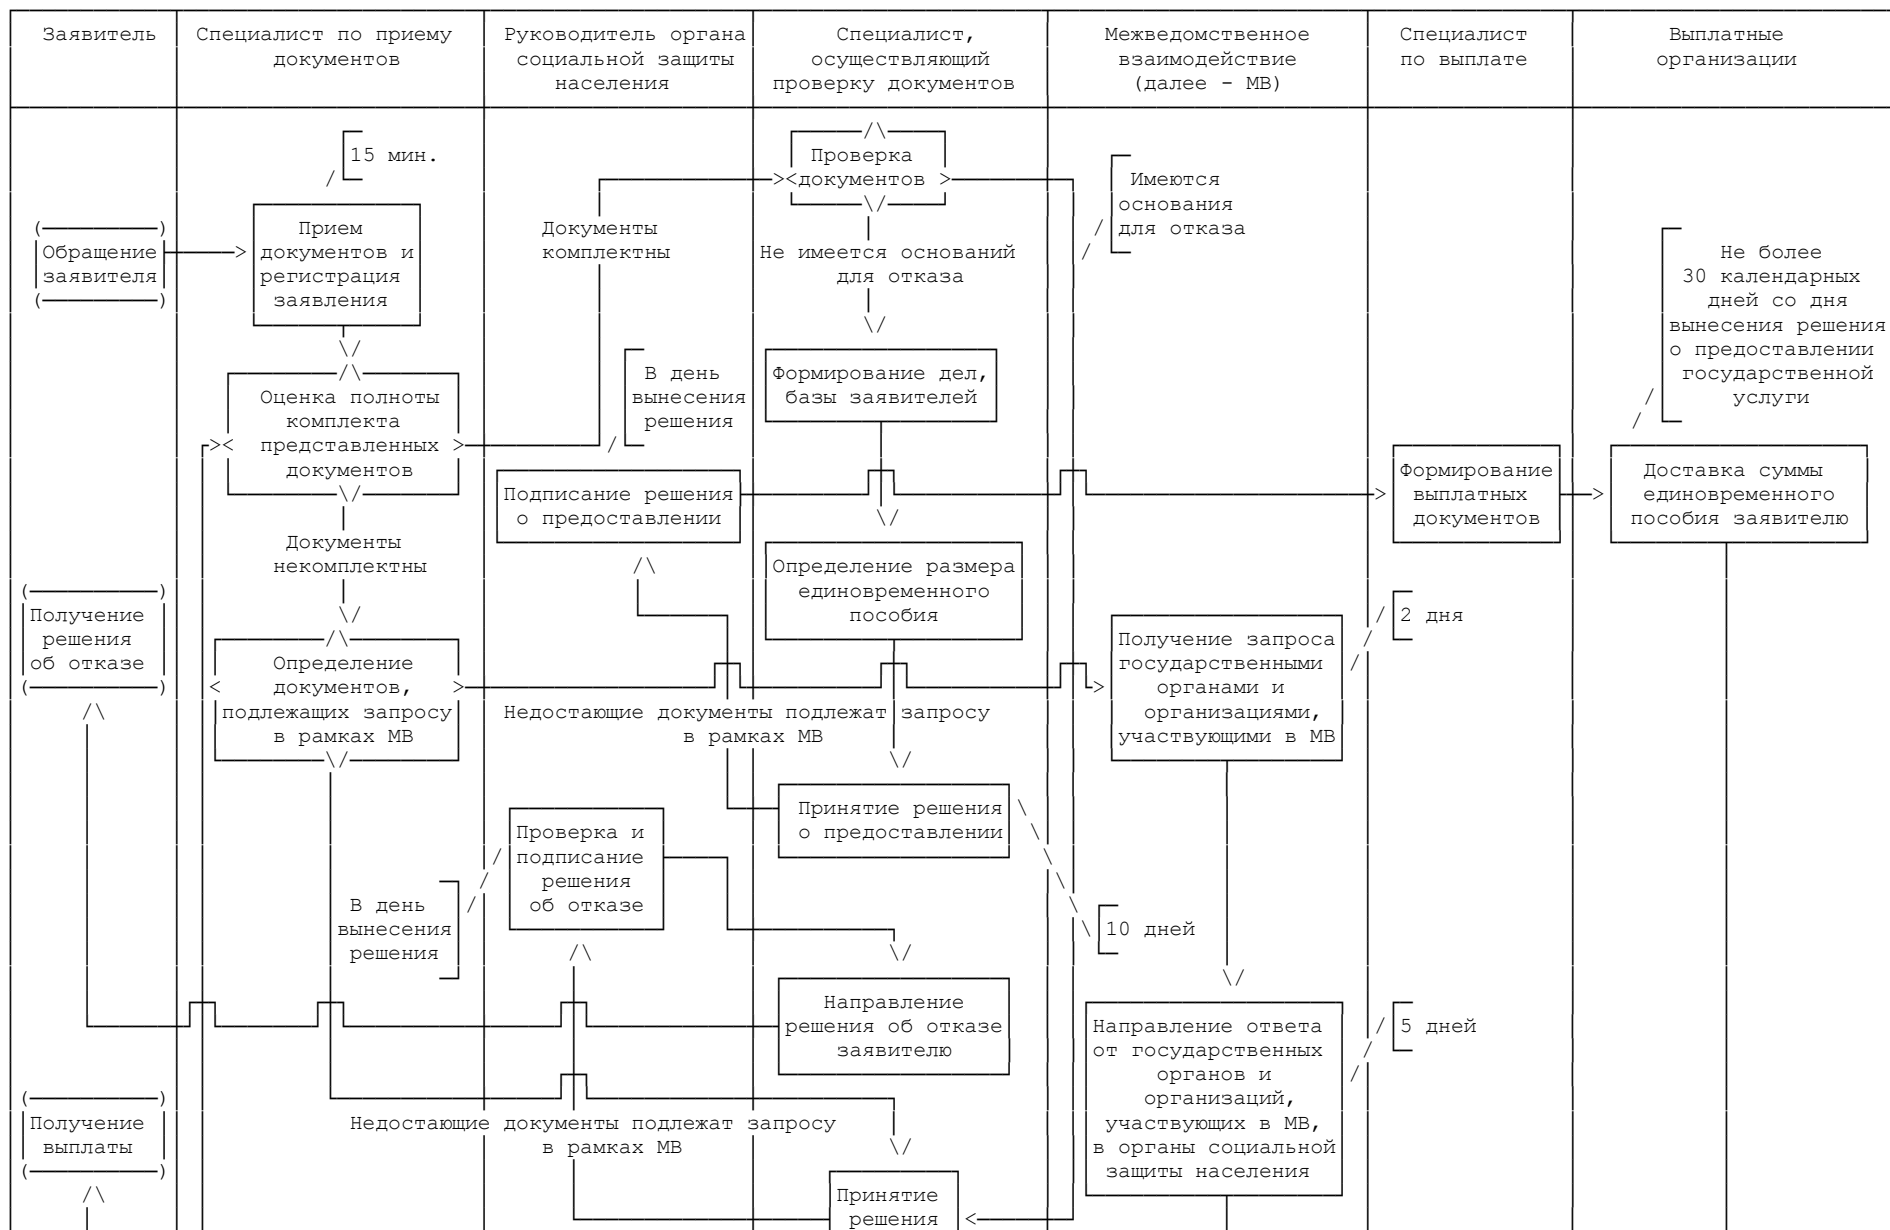 Заявитель
Специалист по приему
документов
Руководитель органа
социальной защиты
населения
Специалист,
осуществляющий
проверку документов
Межведомственное
взаимодействие
(далее - МВ)
Специалист
по выплате
Выплатные
организации
15 мин.
Проверка
документов
Имеются
основания
для отказа
Обращение
заявителя
Прием
документов и
регистрация
заявления
Документы
комплектны
Не имеется оснований
для отказа
Не более
30 календарных
дней со дня
вынесения решения
о предоставлении
государственной
услуги
Оценка полноты
комплекта
представленных
документов
В день
вынесения
решения
Формирование дел,
базы заявителей
Подписание решения
о предоставлении
Формирование
выплатных
документов
Доставка суммы
единовременного
пособия заявителю
Документы
некомплектны
Определение размера
единовременного
пособия
Получение
решения
об отказе
2 дня
Определение
документов,
подлежащих запросу
в рамках МВ
Недостающие документы подлежат запросу
в рамках МВ
Получение запроса
государственными
органами и
организациями,
участвующими в МВ
Принятие решения
о предоставлении
Проверка и
подписание
решения
об отказе
В день
вынесения
решения
10 дней
Направление
решения об отказе
заявителю
Направление ответа
от государственных
органов и
организаций,
участвующих в МВ,
в органы социальной
защиты населения
5 дней
Получение
выплаты
Недостающие документы подлежат запросу
в рамках МВ
Принятие
решения